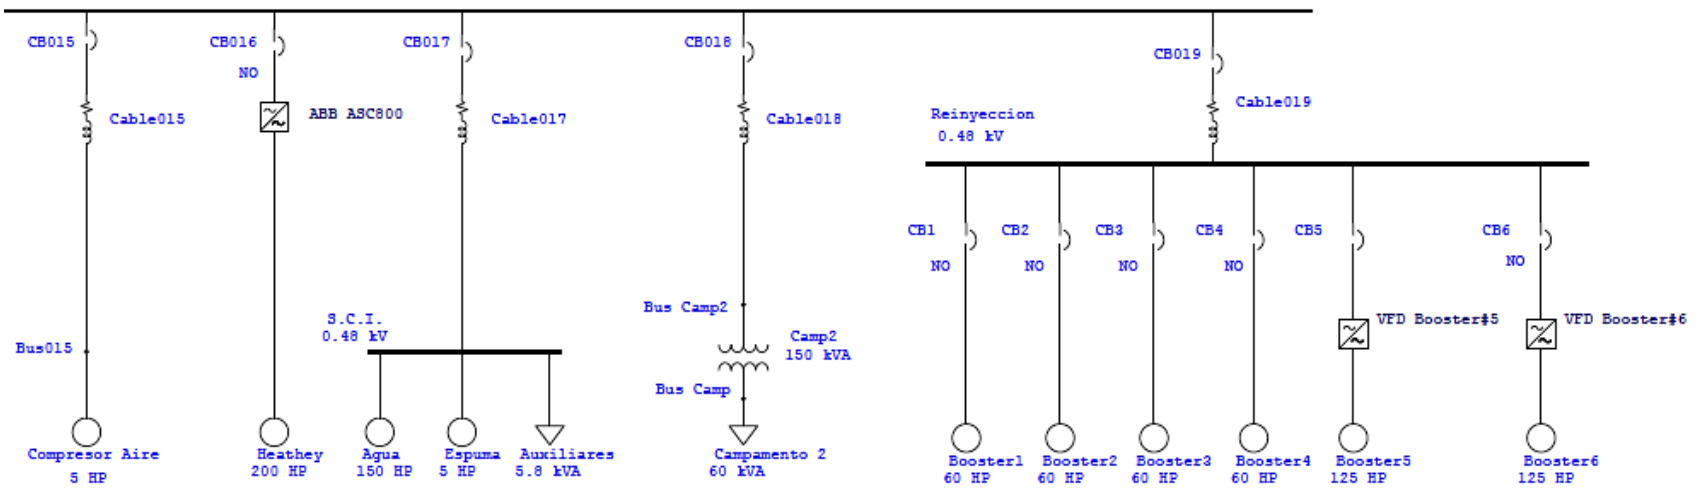 CB015
CB016
CB017
CB018
CB019
NO
Cable015
ABB ASC800
Cable017
Cable018
Cable019
Reinyeccion
0.48 kV
CB1
CB2
CB3
CB4
CB5
CB6
NO
NO
NO
NO
NO
S.C.I.
0.48 kV
Bus015
Bus Camp2
Camp2
150 kVA
Bus Camp
VFD Booster#5
VFD Booster#6
Compresor Aire
5 HP
Heathey
200 HP
Agua
150 HP
Espuma
5 HP
Auxiliares
5.8 kVA
Campamento 2
60 kVA
Booster1
60 HP
Booster2
60 HP
Booster3
60 HP
Booster4
60 HP
Booster5
125 HP
Booster6
125 HP